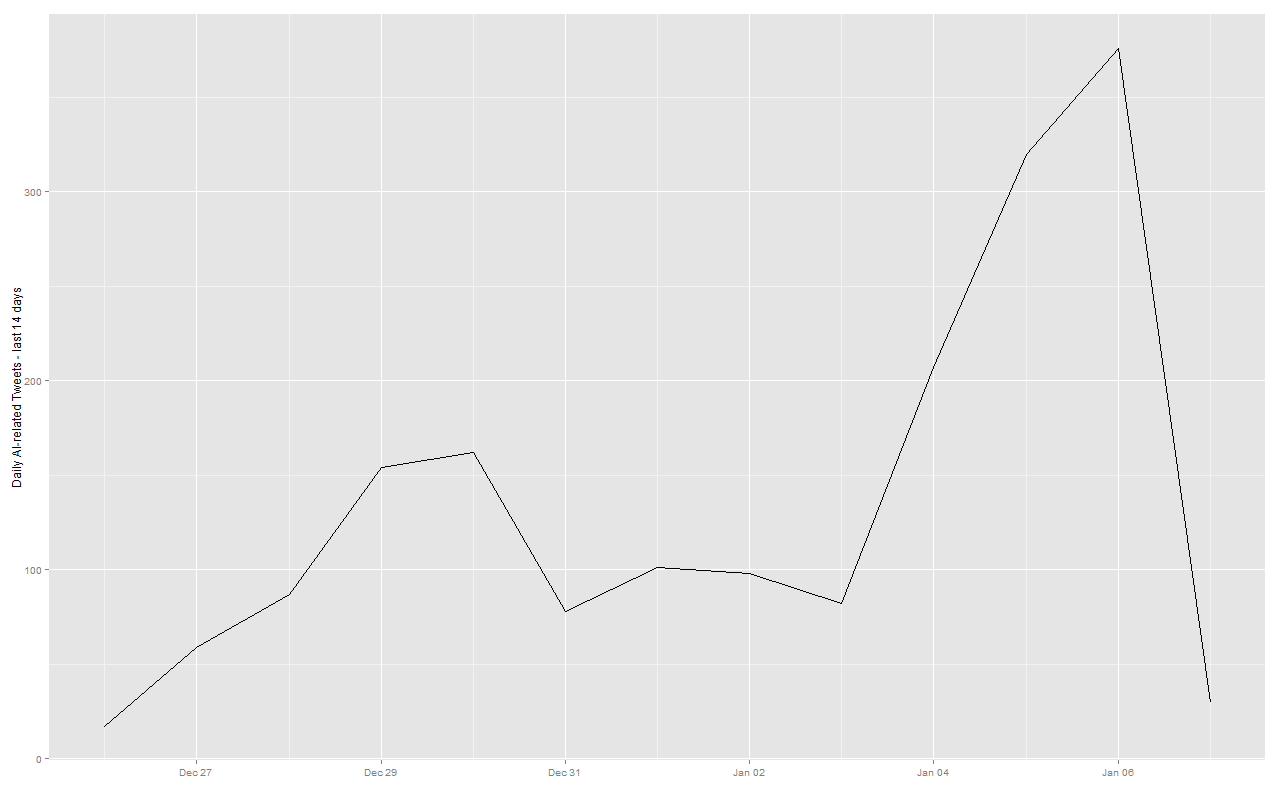 Daily AI-related Tweets - last 14 days
300
200
100
0
Dec 27
Dec 29
Dec 31
Jan 02
Jan 04
Jan 06